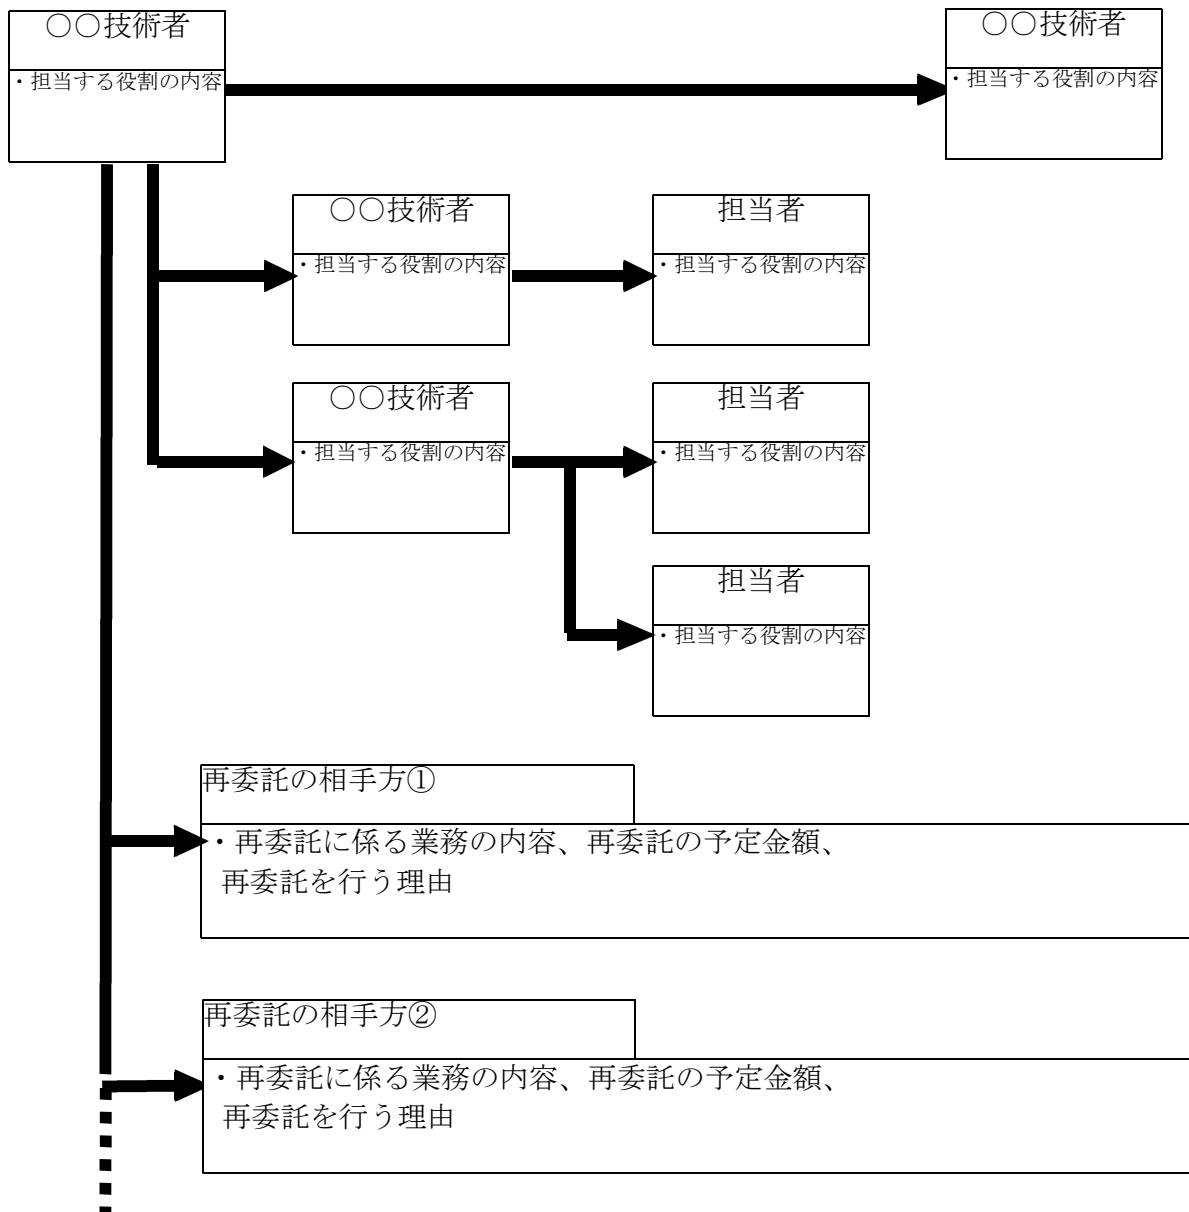 〇〇技術者
・担当する役割の内容
〇〇技術者
・担当する役割の内容
〇〇技術者
・担当する役割の内容
担当者
・担当する役割の内容
〇〇技術者
・担当する役割の内容
担当者
・担当する役割の内容
担当者
・担当する役割の内容
再委託の相手方①
・再委託に係る業務の内容、再委託の予定金額、
再委託を行う理由
再委託の相手方②
・再委託に係る業務の内容、再委託の予定金額、
再委託を行う理由